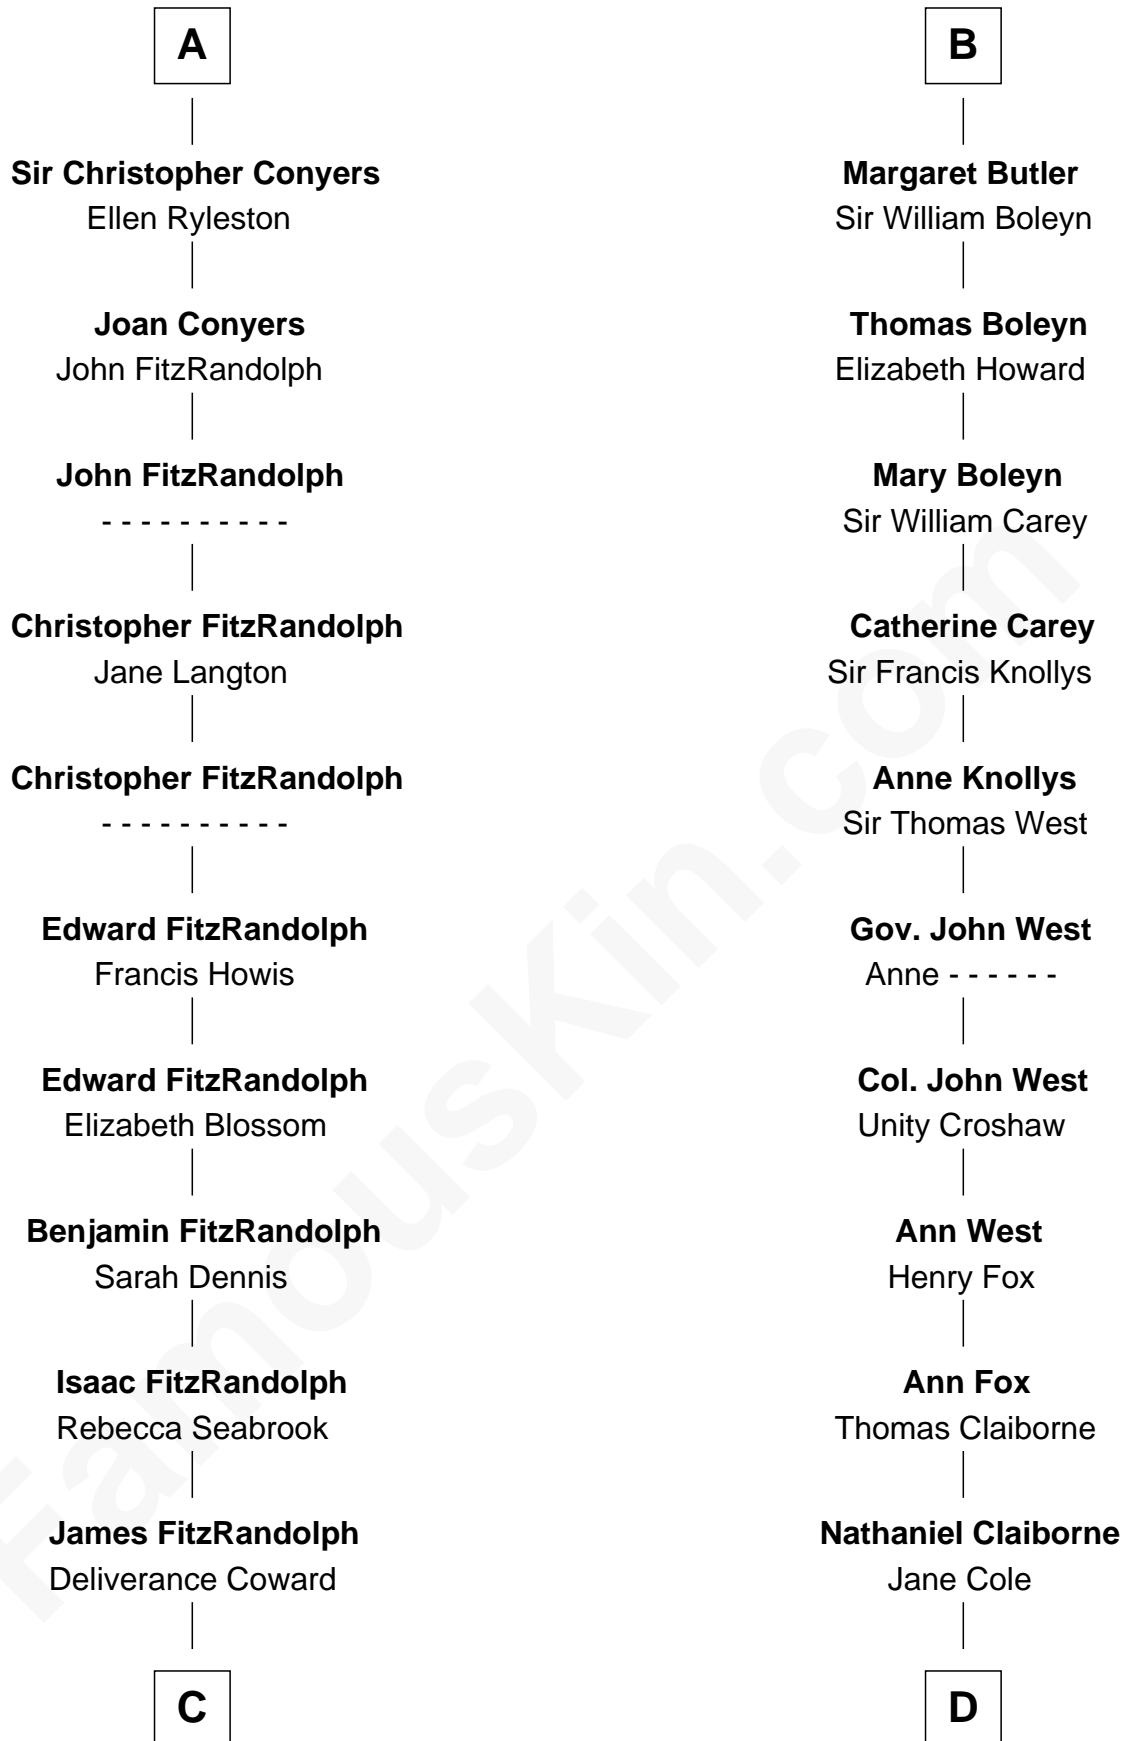 A
Sir Christopher Conyers
Ellen Ryleston
Joan Conyers
John FitzRandolph
John FitzRandolph
- - - - - - - - - -
Christopher FitzRandolph
Jane Langton
Christopher FitzRandolph
- - - - - - - - - -
Edward FitzRandolph
Francis Howis
Edward FitzRandolph
Elizabeth Blossom
Benjamin FitzRandolph
Sarah Dennis
Isaac FitzRandolph
Rebecca Seabrook
James FitzRandolph
Deliverance Coward
C
B
Margaret Butler
Sir William Boleyn
Thomas Boleyn
Elizabeth Howard
Mary Boleyn
Sir William Carey
Catherine Carey
Sir Francis Knollys
Anne Knollys
Sir Thomas West
Gov. John West
Anne - - - - - -
Col. John West
Unity Croshaw
Ann West
Henry Fox
Ann Fox
Thomas Claiborne
Nathaniel Claiborne
Jane Cole
D
FamousKin.com